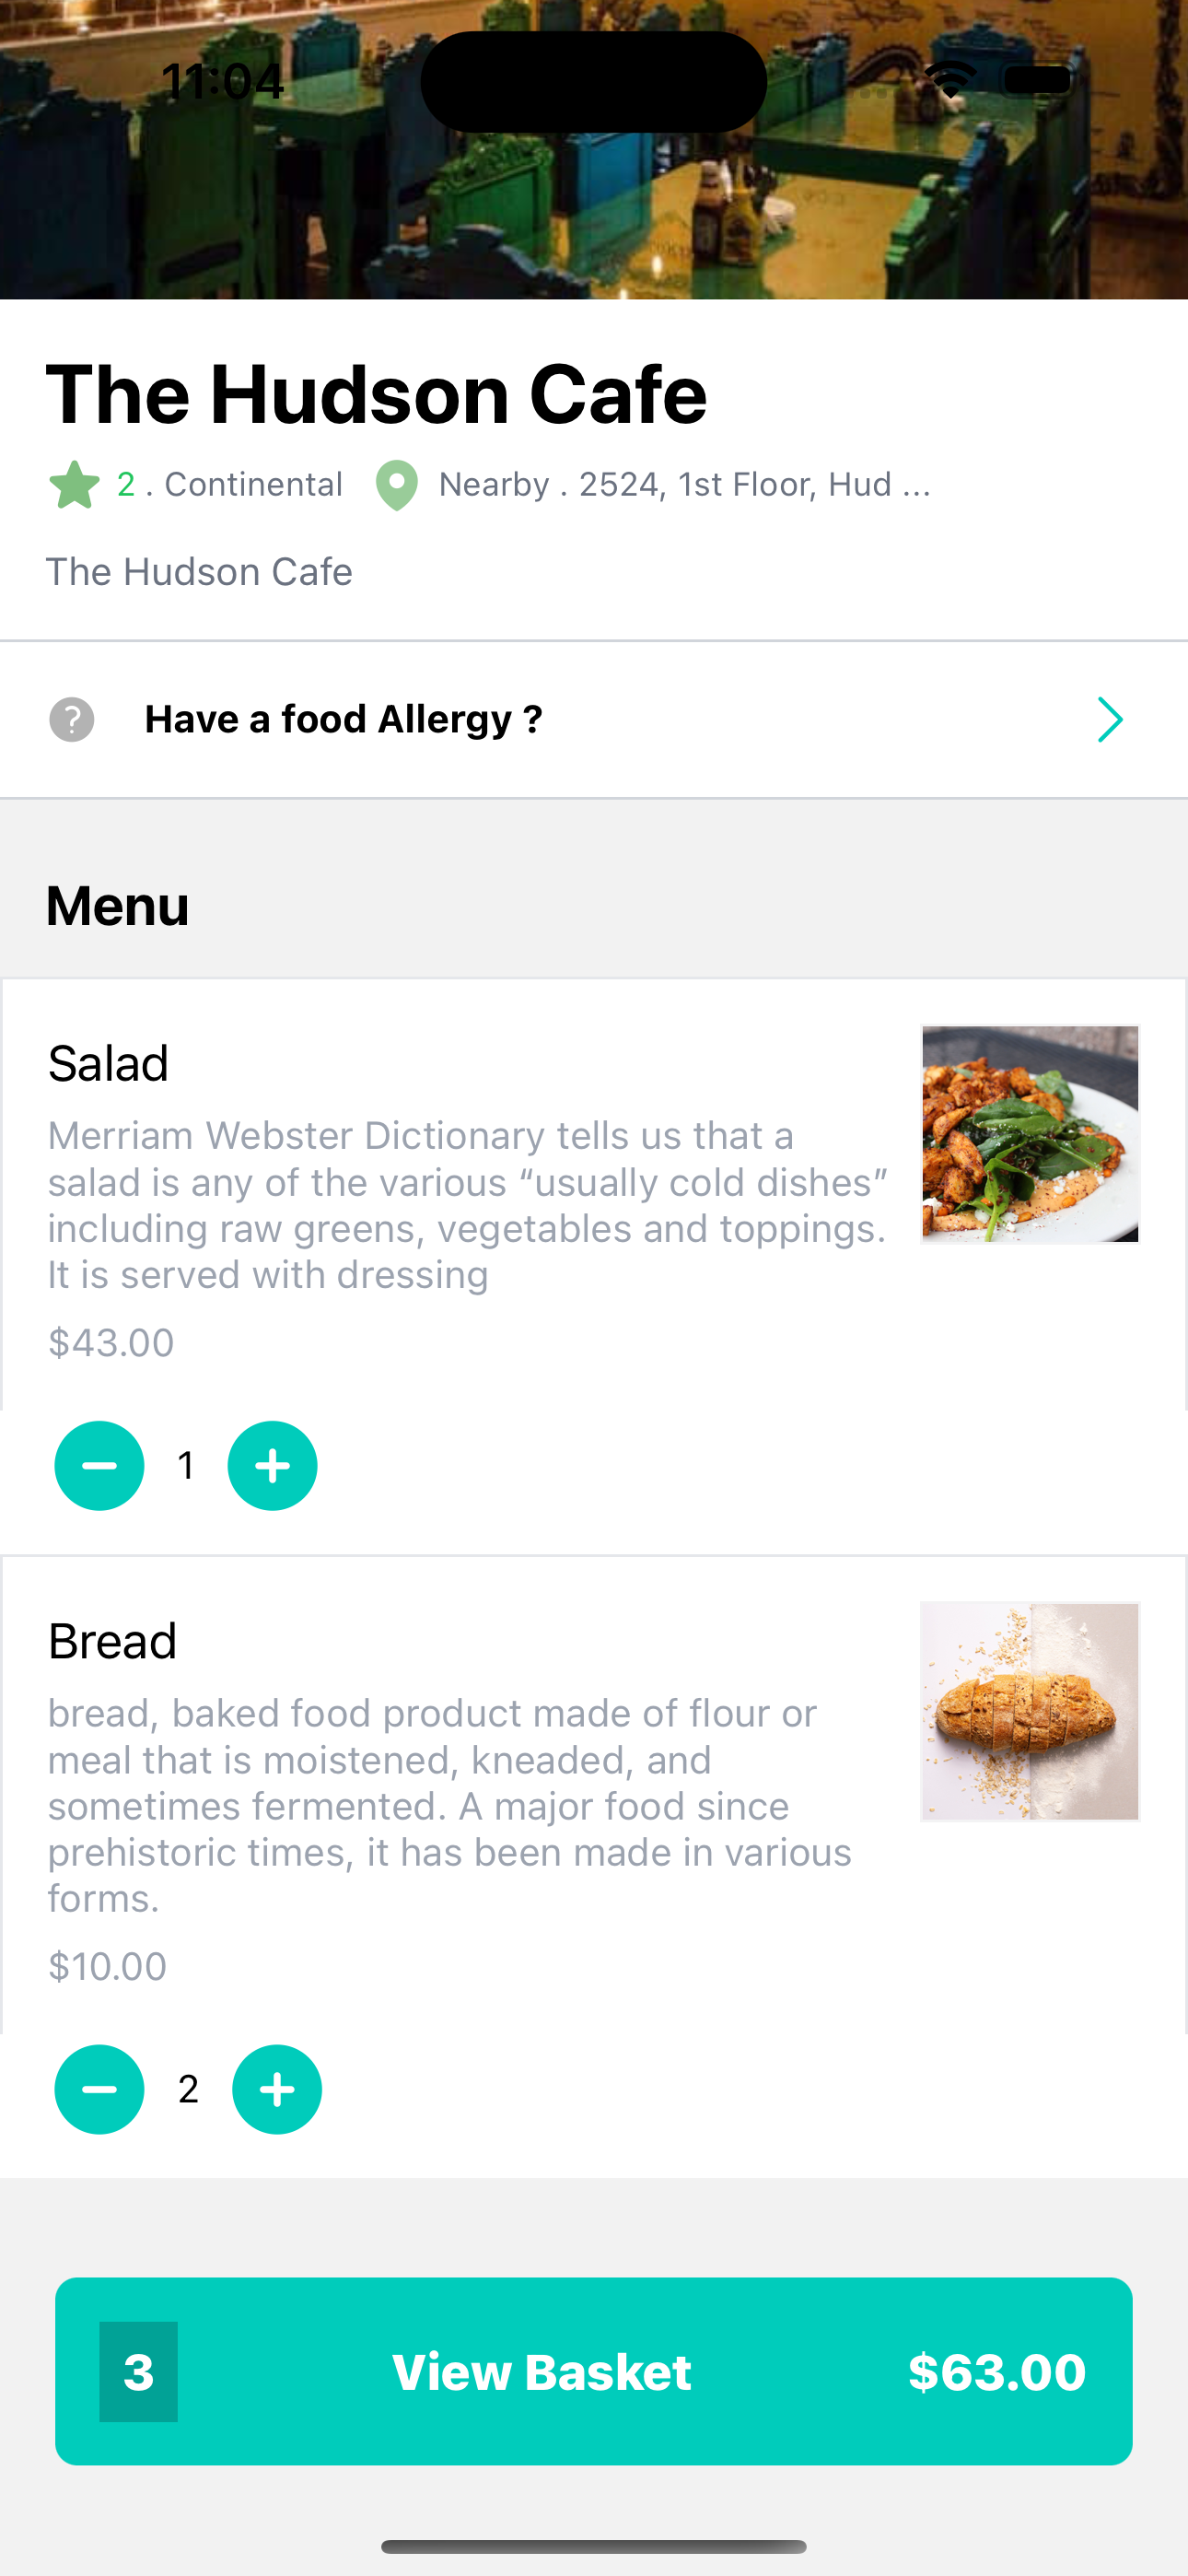 11:04
The Hudson Cafe
2 . Continental Nearby . 2524, 1st Floor, Hud ...
The Hudson Cafe
? Have a food Allergy ?
Menu
Salad
Merriam Webster Dictionary tells us that a
salad is any of the various “usually cold dishes”
including raw greens, vegetables and toppings.
It is served with dressing
$43.00
1
Bread
bread, baked food product made of flour or
meal that is moistened, kneaded, and
sometimes fermented. A major food since
prehistoric times, it has been made in various
forms.
$10.00
2
3 View Basket $63.00